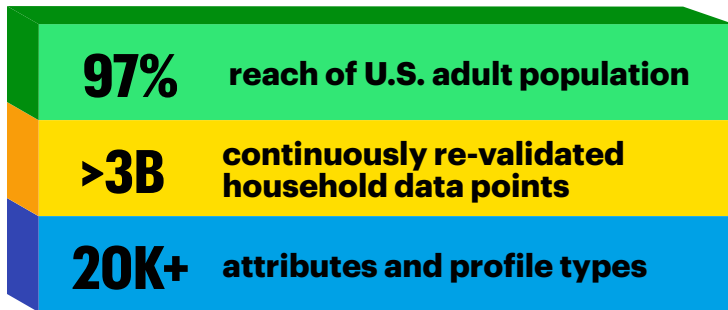 97% reach of U.S. adult population
>3B continuously re-validated
household data points
20K+ attributes and profile types